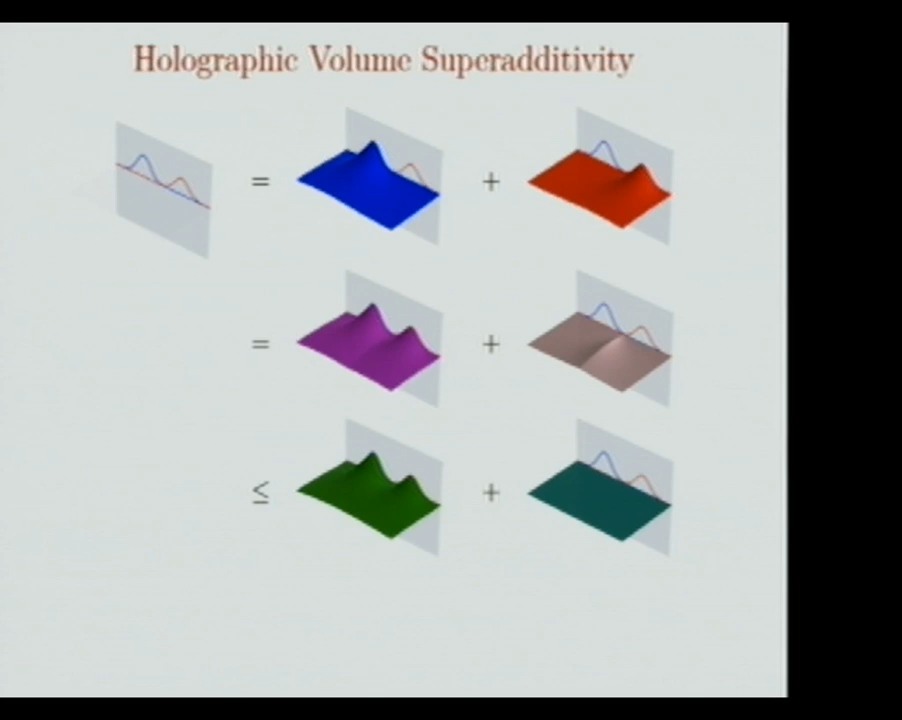 Holographic Volume Superadditivity
= +
= +
≤ +